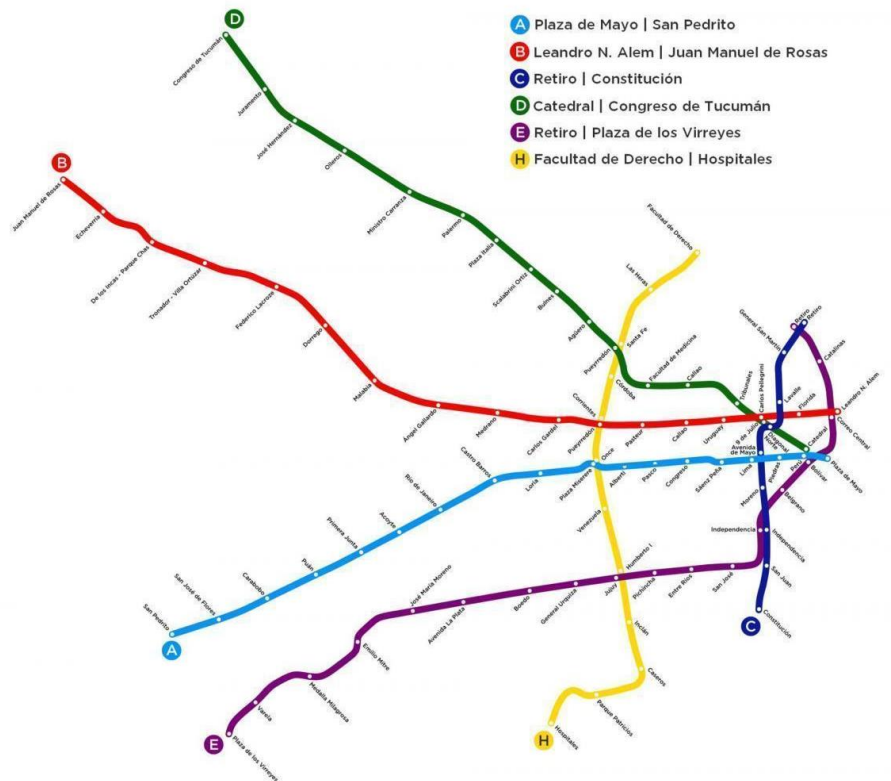 A Plaza de Mayo | San Pedrito
B Leandro N. Alem | Juan Manuel de Rosas
C Retiro | Constitución
D Catedral | Congreso de Tucumán
E Retiro | Plaza de los Virreyes
H Facultad de Derecho | Hospitales
D
Congreso de Tucumán
Juramento
José Hernández
Olleros
Ministro Carranza
Palermo
Plaza Italia
Scalabrini Ortiz
Bulnes
Agüero
Pueyrredón
Facultad de Medicina
Callao
Tribunales
9 de Julio
Catedral
B
Juan Manuel de Rosas
Echeverría
De los Incas - Parque Chas
Tronador - Villa Ortúzar
Federico Lacroze
Dorrego
Malabia
Ángel Gallardo
Medrano
Carlos Gardel
Pueyrredón
Pasteur
Callao
Uruguay
Carlos Pellegrini
Florida
Leandro N. Alem
Facultad de Derecho
Las Heras
Santa Fe
Córdoba
Corrientes
Once
Venezuela
Humberto I
Inclán
Caseros
Parque Patricios
Hospitales
H
Retiro
Retiro
General San Martín
Lavalle
Diagonal
Norte
Avenida
de Mayo
Moreno
Independencia
San Juan
Constitución
C
Catalinas
Correo Central
Bolívar
Belgrano
Independencia
San José
Entre Ríos
Pichincha
Jujuy
General Urquiza
Boedo
Avenida La Plata
José María Moreno
Emilio Mitre
Medalla Milagrosa
Varela
Plaza de los Virreyes
E
Plaza de Mayo
Perú
Piedras
Lima
Sáenz Peña
Congreso
Pasco
Alberti
Plaza Miserere
Loria
Castro Barros
Río de Janeiro
Acoyte
Primera Junta
Puán
Carabobo
San José de Flores
San Pedrito
A